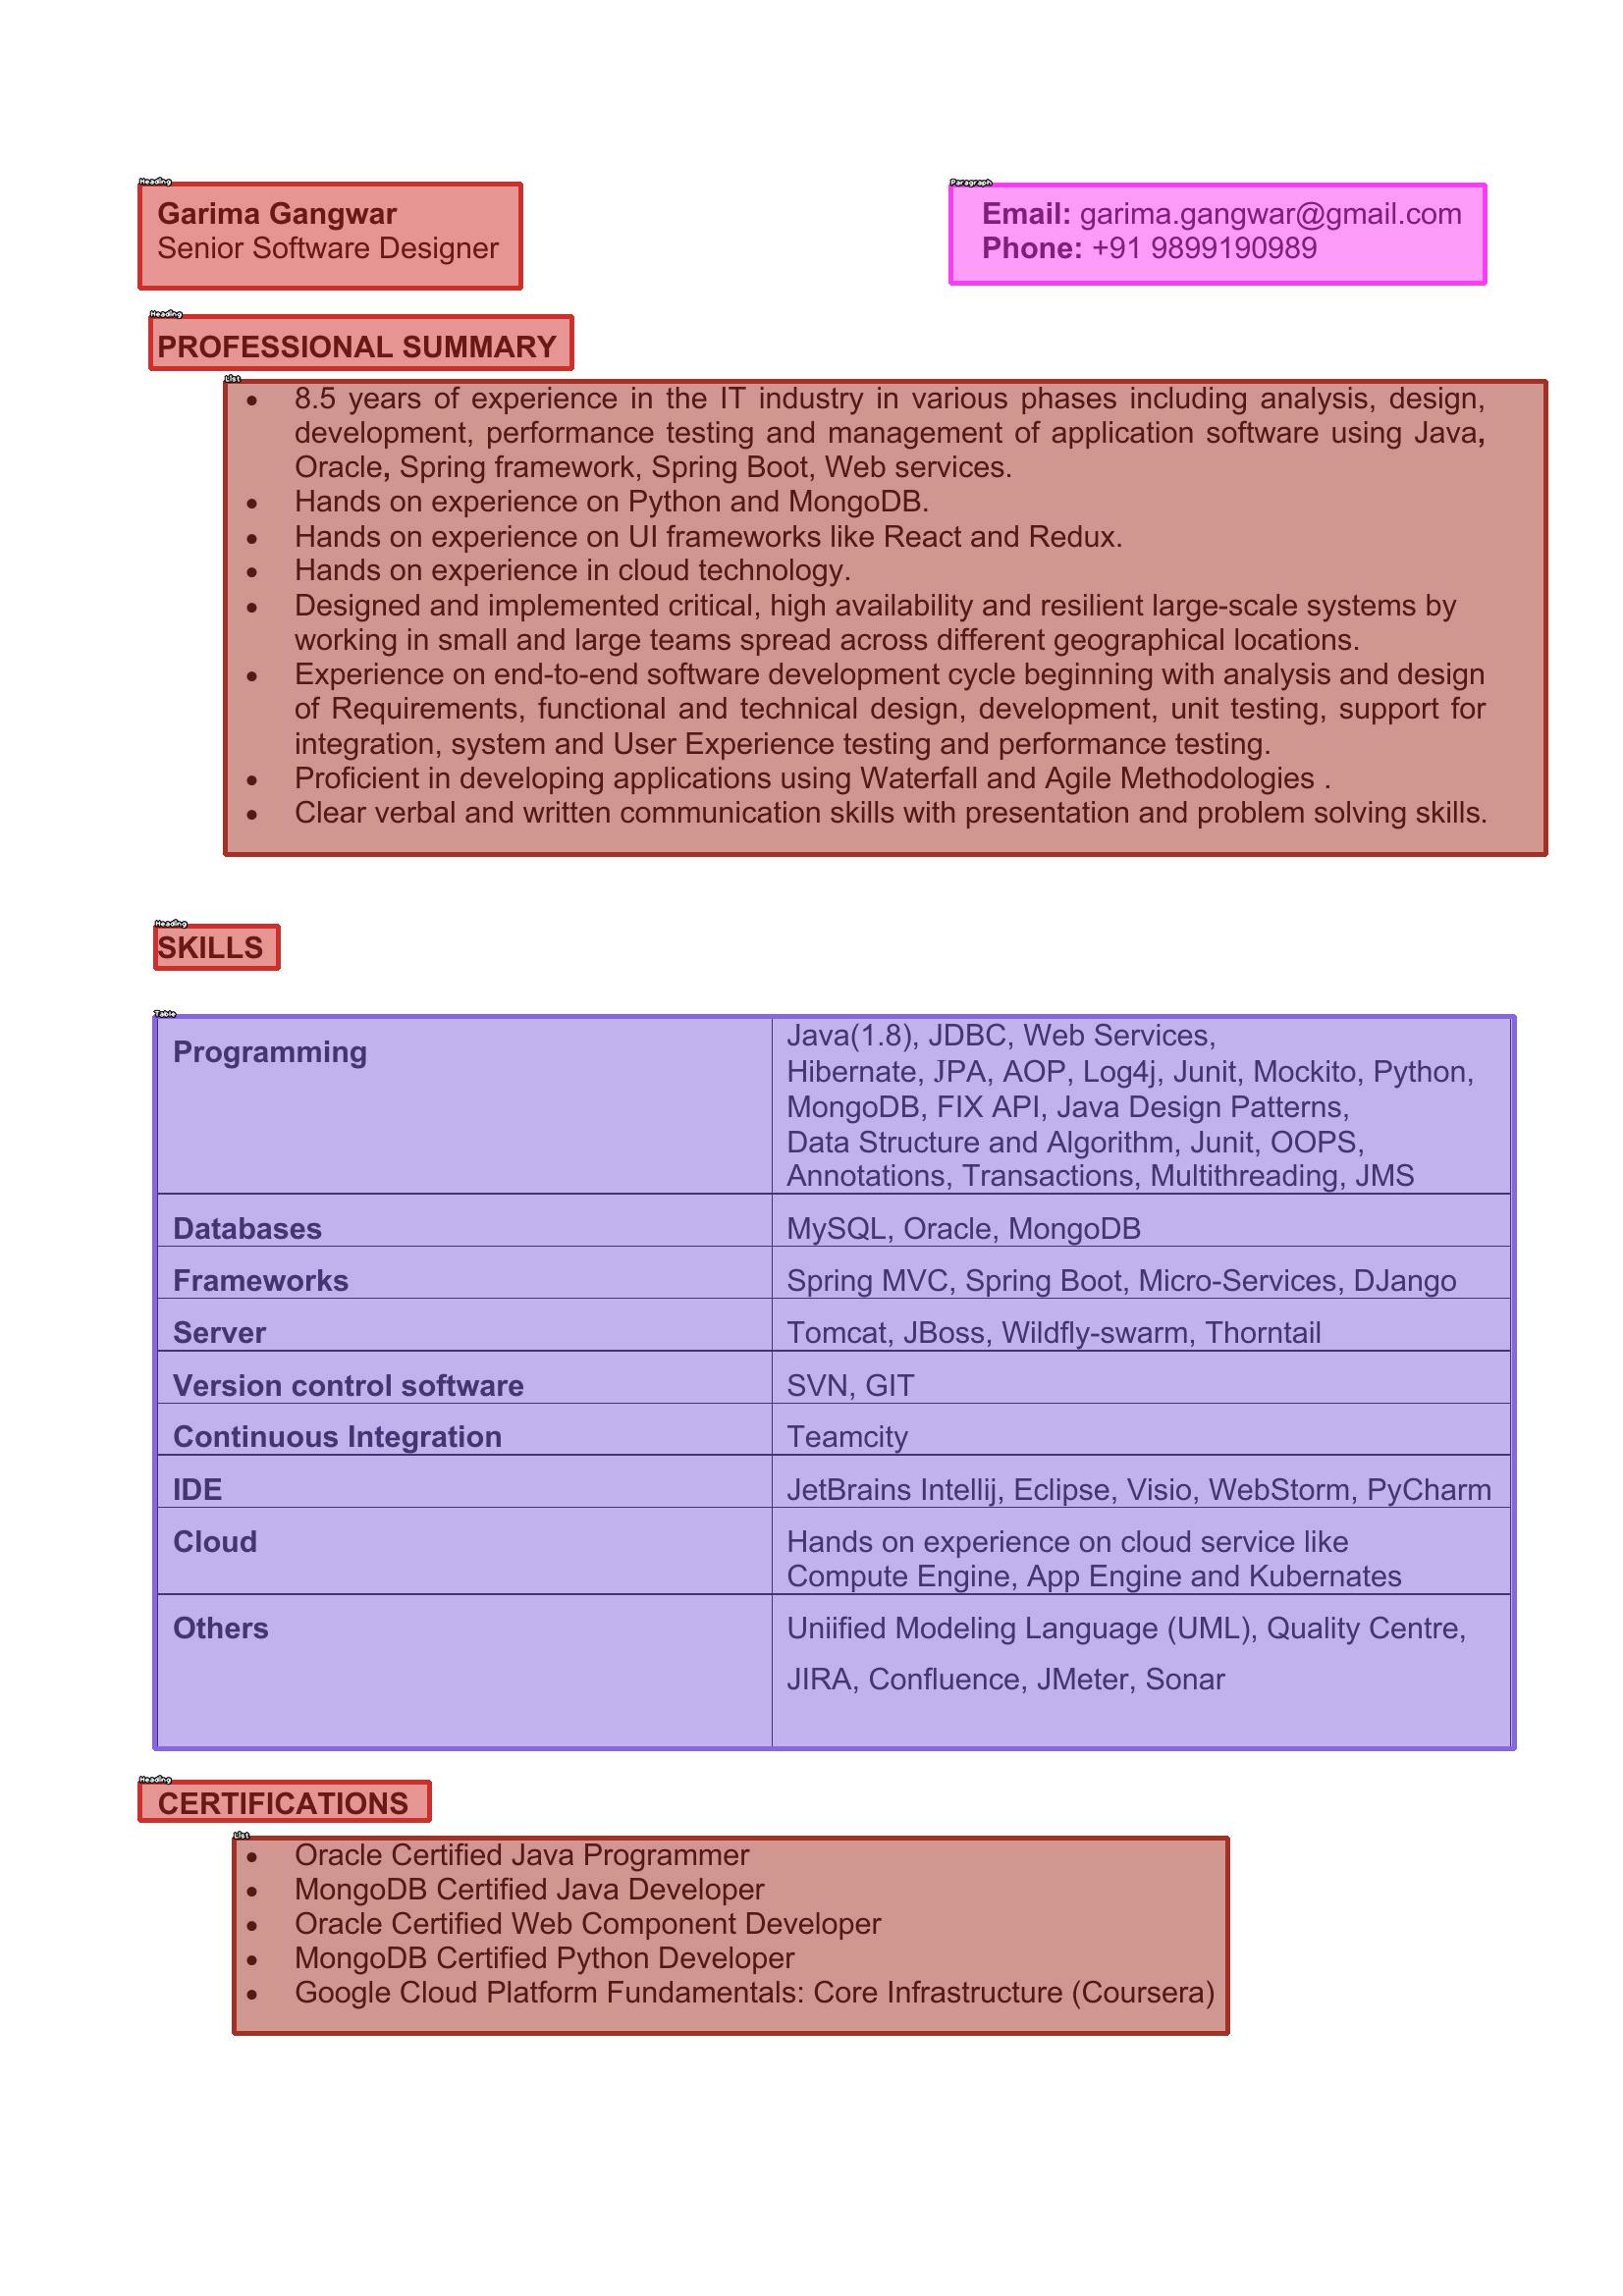 Heading
Garima Gangwar
Senior Software Designer
Paragraph
Email: garima.gangwar@gmail.com
Phone: +91 9899190989
Heading
PROFESSIONAL SUMMARY
List
• 8.5 years of experience in the IT industry in various phases including analysis, design,
development, performance testing and management of application software using Java,
Oracle, Spring framework, Spring Boot, Web services.
• Hands on experience on Python and MongoDB.
• Hands on experience on UI frameworks like React and Redux.
• Hands on experience in cloud technology.
• Designed and implemented critical, high availability and resilient large-scale systems by
working in small and large teams spread across different geographical locations.
• Experience on end-to-end software development cycle beginning with analysis and design
of Requirements, functional and technical design, development, unit testing, support for
integration, system and User Experience testing and performance testing.
• Proficient in developing applications using Waterfall and Agile Methodologies .
• Clear verbal and written communication skills with presentation and problem solving skills.
Heading
SKILLS
Table
Programming
Java(1.8), JDBC, Web Services,
Hibernate, JPA, AOP, Log4j, Junit, Mockito, Python,
MongoDB, FIX API, Java Design Patterns,
Data Structure and Algorithm, Junit, OOPS,
Annotations, Transactions, Multithreading, JMS
Databases
MySQL, Oracle, MongoDB
Frameworks
Spring MVC, Spring Boot, Micro-Services, DJango
Server
Tomcat, JBoss, Wildfly-swarm, Thorntail
Version control software
SVN, GIT
Continuous Integration
Teamcity
IDE
JetBrains Intellij, Eclipse, Visio, WebStorm, PyCharm
Cloud
Hands on experience on cloud service like
Compute Engine, App Engine and Kubernates
Others
Uniified Modeling Language (UML), Quality Centre,
JIRA, Confluence, JMeter, Sonar
Heading
CERTIFICATIONS
List
• Oracle Certified Java Programmer
• MongoDB Certified Java Developer
• Oracle Certified Web Component Developer
• MongoDB Certified Python Developer
• Google Cloud Platform Fundamentals: Core Infrastructure (Coursera)